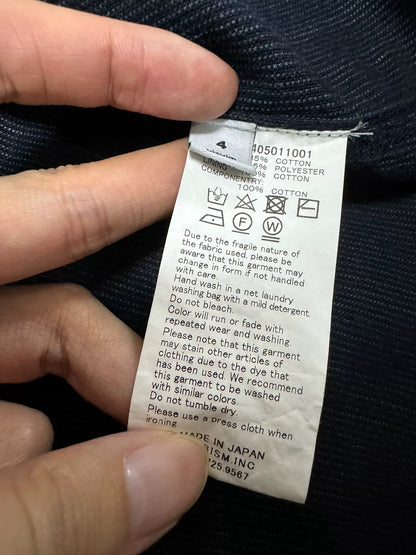 4
405011001
COTTON
LINING
POLYESTER
COTTON
COMPONENTRY:
100% COTTON
F
W
Due to the fragile nature of
the fabric used, please be
aware that this garment may
change in form if not handled
with care.
Hand wash in a net laundry
washing bag with a mild detergent.
Do not bleach.
Color will run or fade with
repeated wear and washing.
Please note that this garment
may stain other articles of
clothing due to the dye that
has been used. We recommend
this garment to be washed
with similar colors.
Do not tumble dry.
Please use a press cloth when
ironing.
MADE IN JAPAN
RISM.INC
25.9567